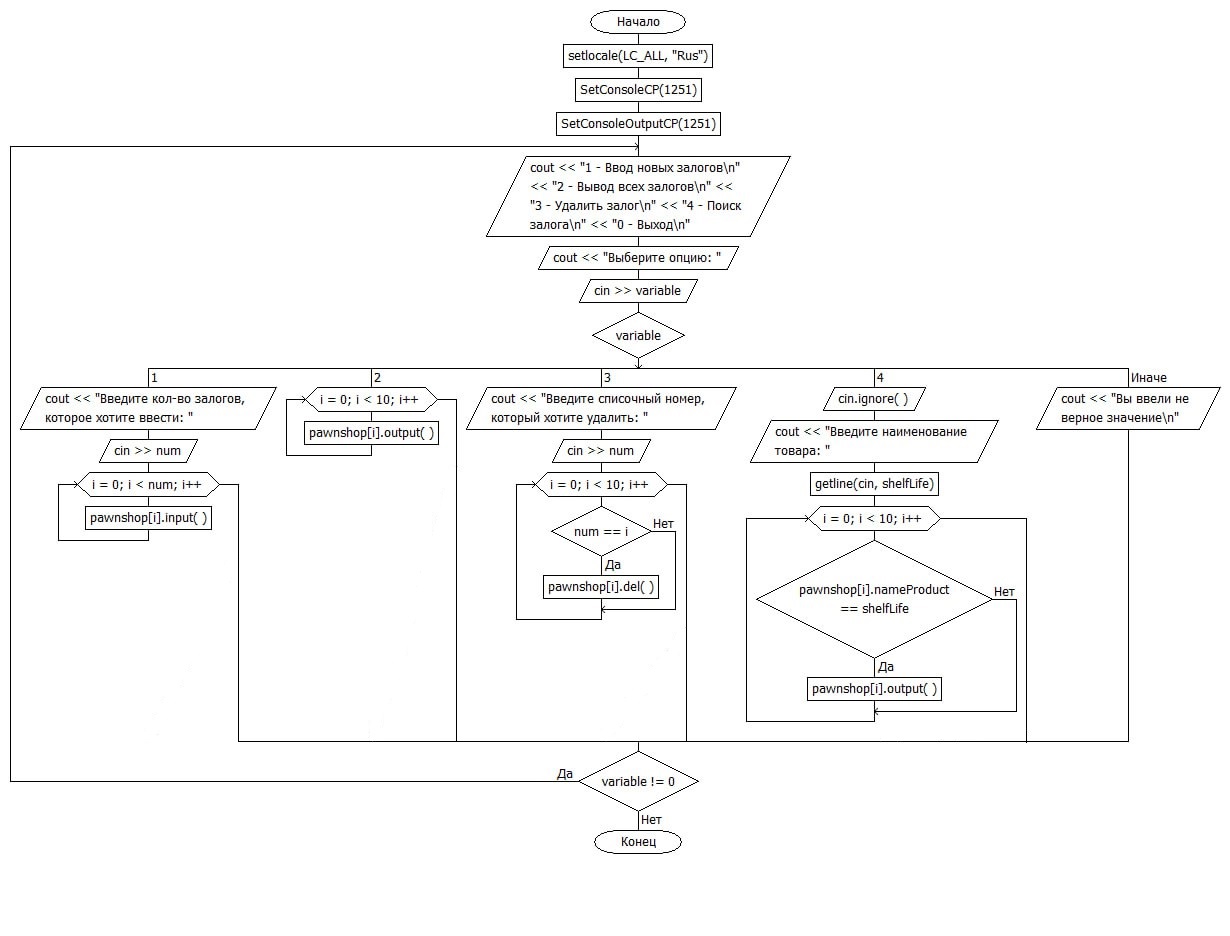 Начало
setlocale(LC_ALL, "Rus")
SetConsoleCP(1251)
SetConsoleOutputCP(1251)
cout << "1 - Ввод новых залогов\n"
<< "2 - Вывод всех залогов\n" <<
"3 - Удалить залог\n" << "4 - Поиск
залога\n" << "0 - Выход\n"
cout << "Выберите опцию: "
cin >> variable
variable
1
cout << "Введите кол-во залогов,
которое хотите ввести: "
cin >> num
i = 0; i < num; i++
pawnshop[i].input( )
2
i = 0; i < 10; i++
pawnshop[i].output( )
3
cout << "Введите списочный номер,
который хотите удалить: "
cin >> num
i = 0; i < 10; i++
num == i
Нет
Да
pawnshop[i].del( )
4
cin.ignore( )
cout << "Введите наименование
товара: "
getline(cin, shelfLife)
i = 0; i < 10; i++
pawnshop[i].nameProduct
== shelfLife
Нет
Да
pawnshop[i].output( )
Иначе
cout << "Вы ввели не
верное значение\n"
Да
variable != 0
Нет
Конец